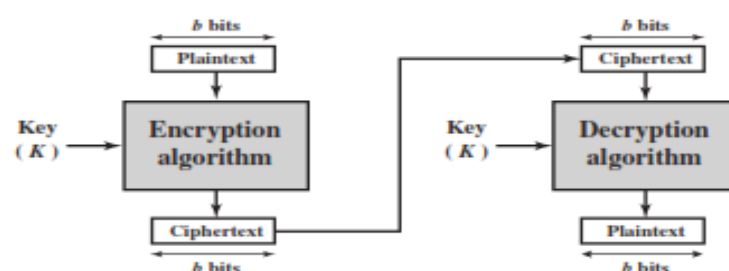 b bits
Plaintext
Key
( K )
Encryption
algorithm
Ciphertext
b bits
b bits
Ciphertext
Key
( K )
Decryption
algorithm
Plaintext
b bits